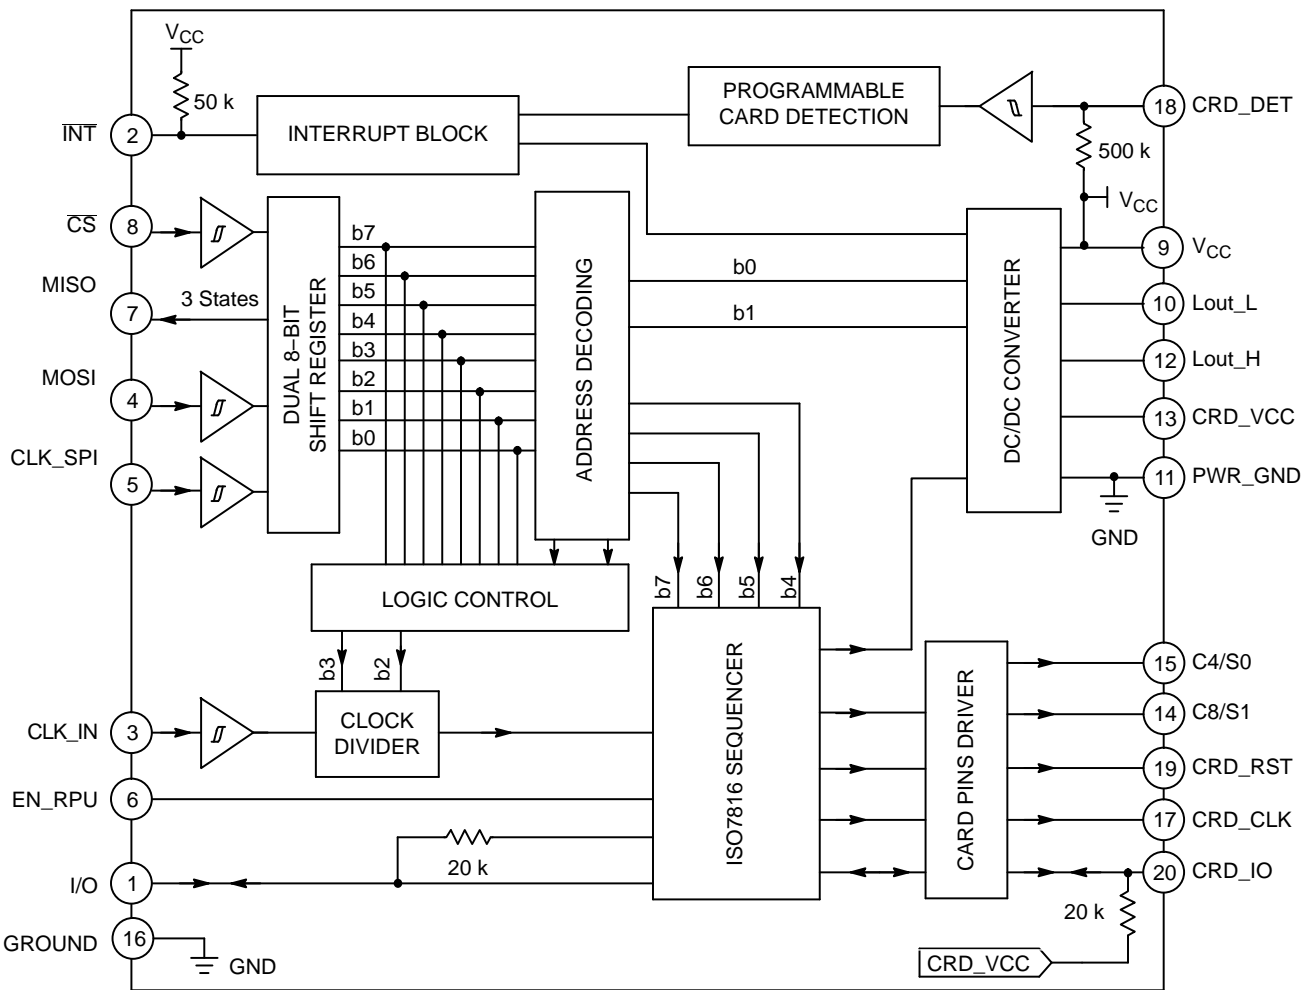 VCC
50 k
INT
2
INTERRUPT BLOCK
PROGRAMMABLE
CARD DETECTION
18
CRD_DET
500 k
VCC
CS
8
MISO
7
3 States
MOSI
4
CLK_SPI
5
DUAL 8–BIT
SHIFT REGISTER
b7
b6
b5
b4
b3
b2
b1
b0
ADDRESS DECODING
b0
b1
DC/DC CONVERTER
9
VCC
10
Lout_L
12
Lout_H
13
CRD_VCC
11
PWR_GND
GND
LOGIC CONTROL
b7
b6
b5
b4
b3
b2
CLK_IN
3
CLOCK
DIVIDER
EN_RPU
6
20 k
I/O
1
GROUND
16
GND
ISO7816 SEQUENCER
CARD PINS DRIVER
15
C4/S0
14
C8/S1
19
CRD_RST
17
CRD_CLK
20
CRD_IO
20 k
CRD_VCC